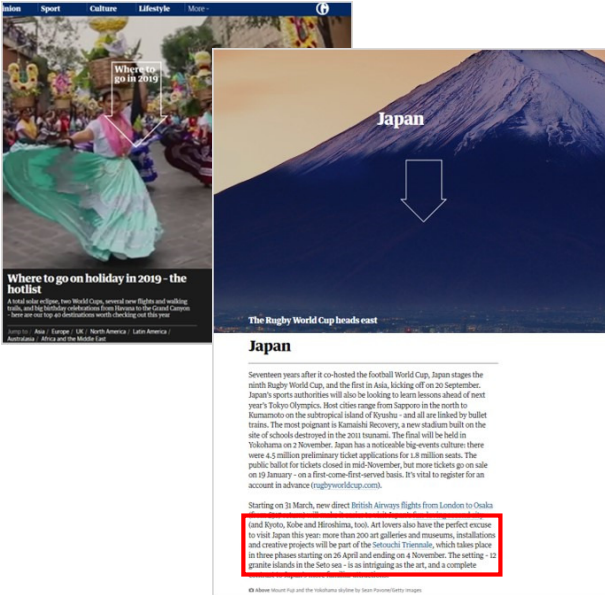 inion Sport Culture Lifestyle More
Where to
go in 2019
Where to go on holiday in 2019 – the
hotlist
A total solar eclipse, two World Cups, several new flights and walking
trails, and big birthday celebrations from Havana to the Grand Canyon
– here are our top 40 destinations worth checking out this year
Jump to / Asia / Europe / UK / North America / Latin America /
Australasia / Africa and the Middle East
Japan
The Rugby World Cup heads east
Japan
Seventeen years after it co-hosted the football World Cup, Japan stages the
ninth Rugby World Cup, and the first in Asia, kicking off on 20 September.
Japan's sports authorities will also be looking to learn lessons ahead of next
year's Tokyo Olympics. Host cities range from Sapporo in the north to
Kumamoto on the subtropical island of Kyushu – and all are linked by bullet
trains. The most poignant is Kamaishi Recovery, a new stadium built on the
site of schools destroyed in the 2011 tsunami. The final will be held in
Yokohama on 2 November. Japan has a noticeable big-events culture: there
were 4.5 million preliminary ticket applications for 1.8 million seats. The
public ballot for tickets closed in mid-November, but more tickets go on sale
on 19 January – on a first-come-first-served basis. It's vital to register for an
account in advance (rugbyworldcup.com).
Starting on 31 March, new direct British Airways flights from London to Osaka
(and Kyoto, Kobe and Hiroshima, too). Art lovers also have the perfect excuse
to visit Japan this year: more than 200 art galleries and museums, installations
and creative projects will be part of the Setouchi Triennale, which takes place
in three phases starting on 26 April and ending on 4 November. The setting – 12
granite islands in the Seto sea – is as intriguing as the art, and a complete
Above Mount Fuji and the Yokohama skyline by Sean Pavone/Getty Images